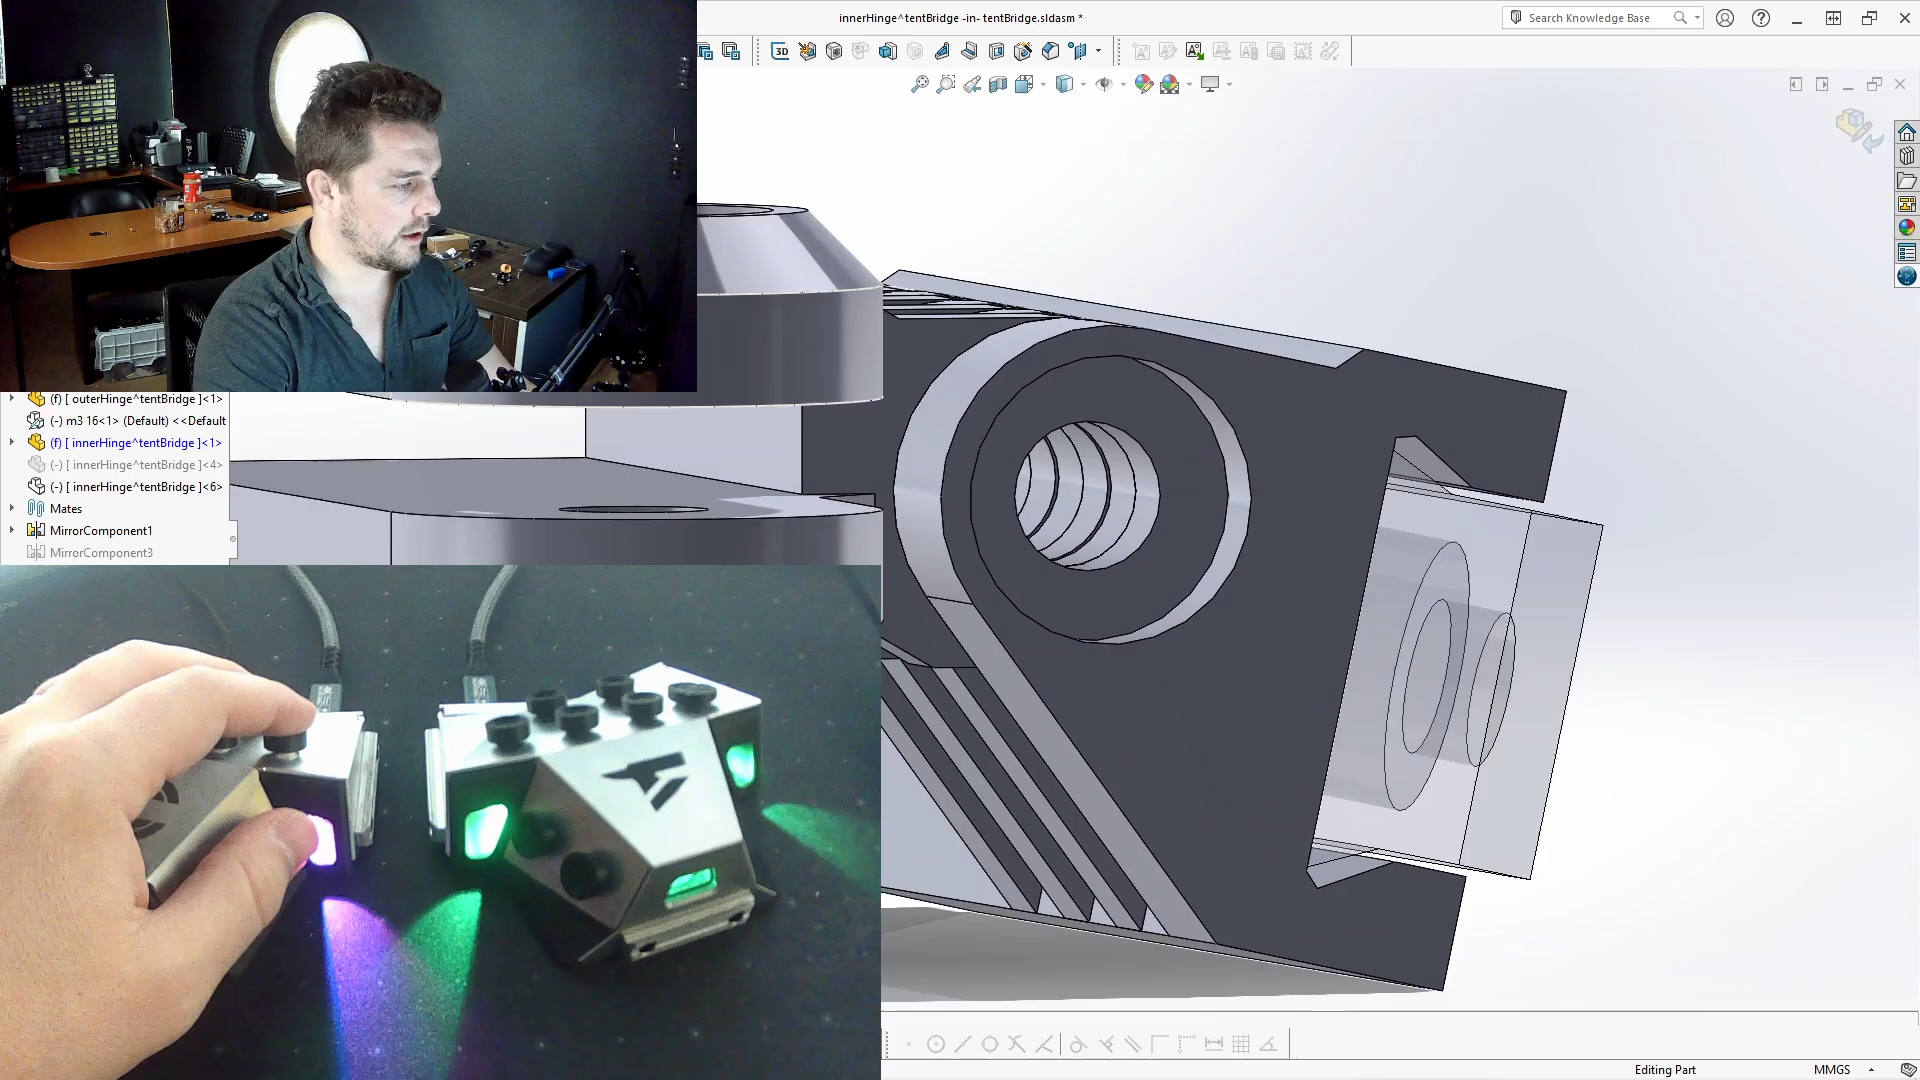 innerHinge^tentBridge -in- tentBridge.sldasm *
Search Knowledge Base
3D
(f) [ outerHinge^tentBridge ]<1>
(-) m3 16<1> (Default) <<Default
(f) [ innerHinge^tentBridge ]<1>
(-) [ innerHinge^tentBridge ]<4>
(-) [ innerHinge^tentBridge ]<6>
Mates
MirrorComponent1
MirrorComponent3
Editing Part
MMGS